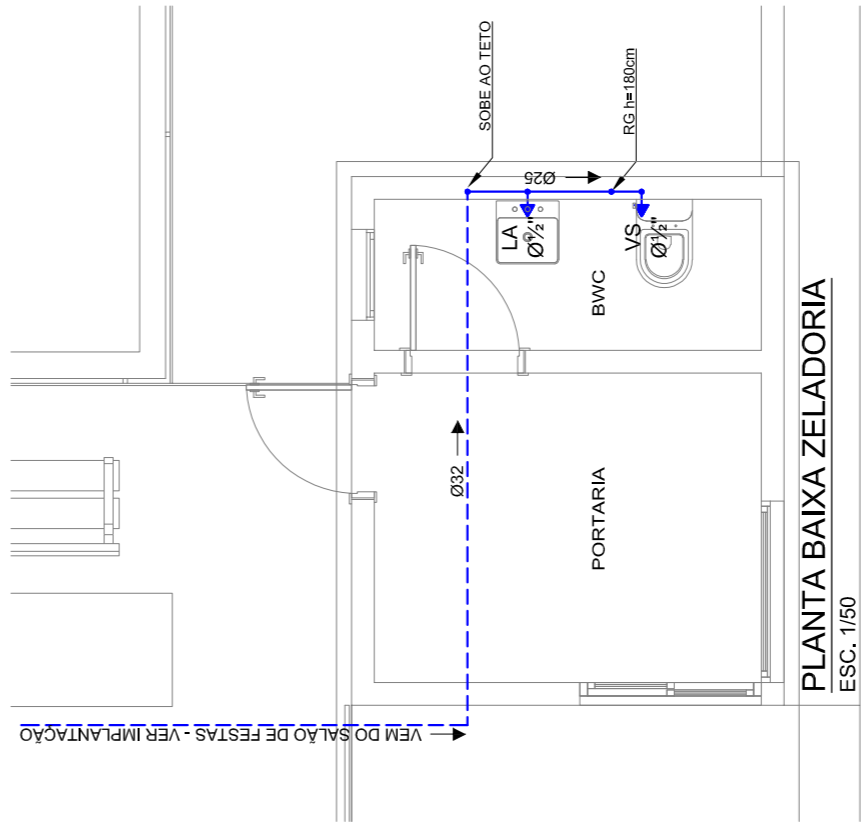 SOBE AO TETO
RG h=180cm
Ø25
LA
Ø½"
VS
Ø½"
BWC
Ø32
PORTARIA
VEM DO SALÃO DE FESTAS - VER IMPLANTAÇÃO
PLANTA BAIXA ZELADORIA
ESC. 1/50